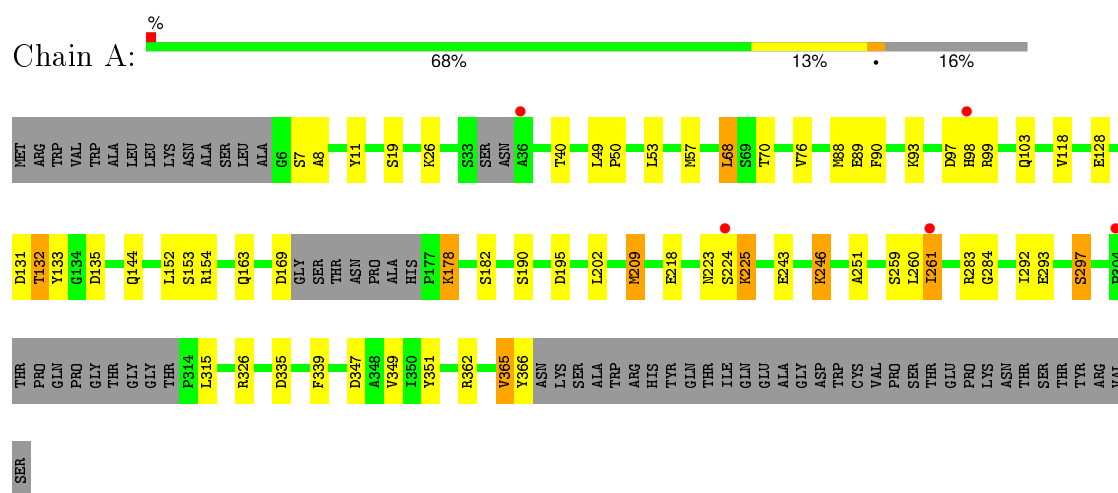 %
Chain A:
68% 13% • 16%
MET ARG TRP VAL TRP ALA LEU LEU LYS ASN ALA SER LEU ALA G6 S7 A8 Y11 S19 K26 S33 SER ASN A36 T40 L49 P50 L53 M57 L68 S69 T70 V76 M88 E89 F90 K93 D97 H98 R99 Q103 V118 E128
D131 T132 Y133 G134 D135 Q144 L152 S153 R154 Q163 D169 GLY SER THR ASN PRO ALA HIS P177 K178 S182 S190 D195 L202 M209 E218 N223 S224 K225 E243 K246 A251 S259 L260 I261 R283 G284 I292 E293 S297
THR PRO GLN PRO GLY THR GLY GLY THR P314 L315 R326 D335 F339 D347 A348 V349 I350 Y351 R362 V365 Y366 ASN LYS SER ALA TRP ARG HIS TYR GLN THR ILE GLN GLU ALA GLY ASP TRP CYS VAL PRO SER THR GLU PRO LYS ASN THR SER THR TYR ARG VAL
SER